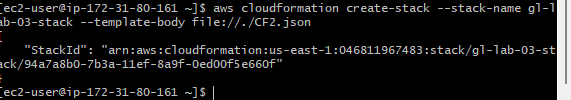 [ec2-user@ip-172-31-80-161 ~]$ aws cloudformation create-stack --stack-name gl-l
ab-03-stack --template-body file://./CF2.json
{
    "StackId": "arn:aws:cloudformation:us-east-1:046811967483:stack/gl-lab-03-st
ack/94a7a8b0-7b3a-11ef-8a9f-0ed00f5e660f"
}
[ec2-user@ip-172-31-80-161 ~]$